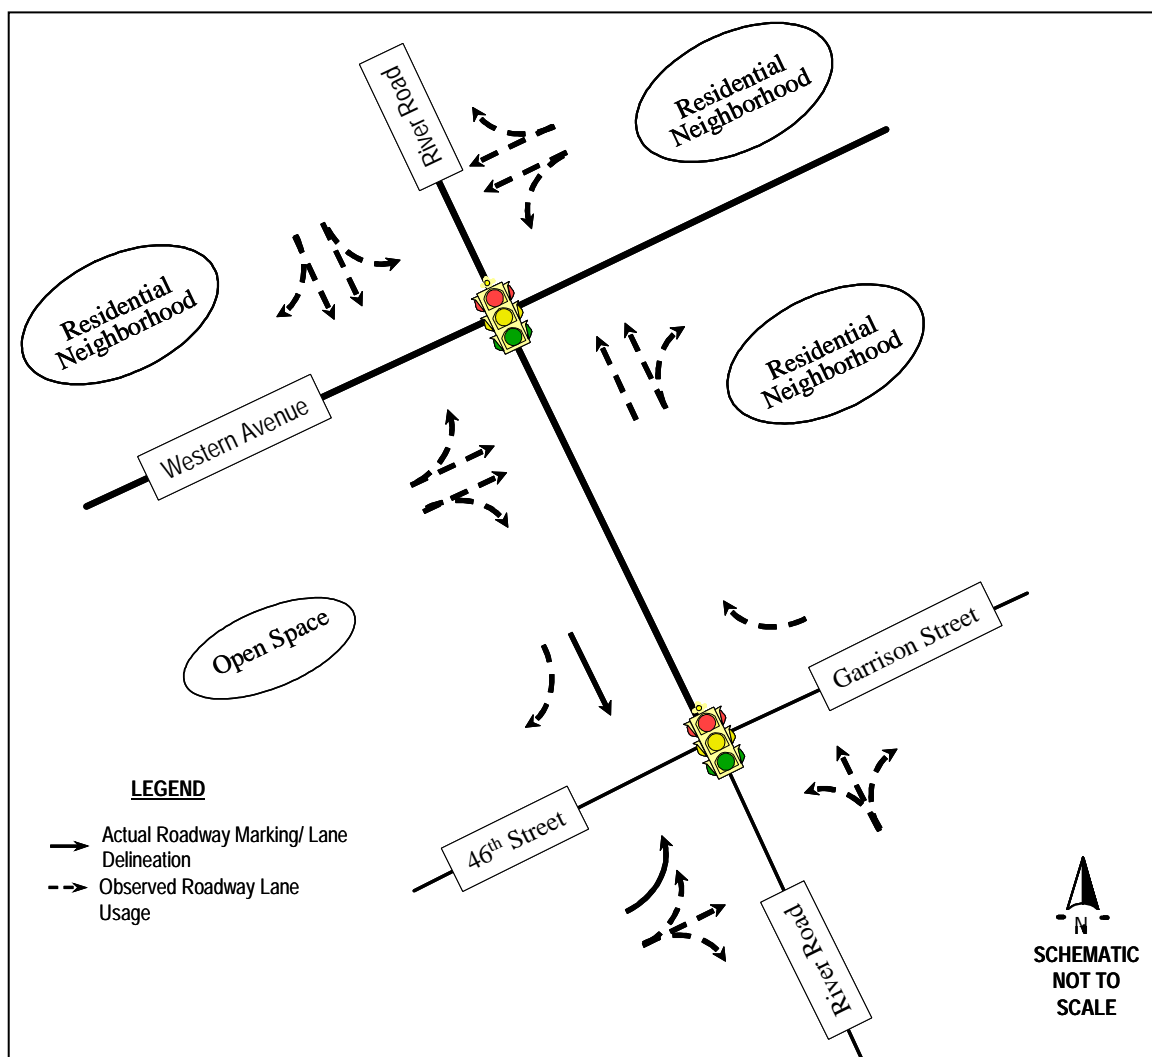 River Road
Residential
Neighborhood
Residential
Neighborhood
Residential
Neighborhood
Western Avenue
Open Space
Garrison Street
LEGEND
Actual Roadway Marking/ Lane
Delineation
Observed Roadway Lane
Usage
46th Street
River Road
N
SCHEMATIC
NOT TO
SCALE